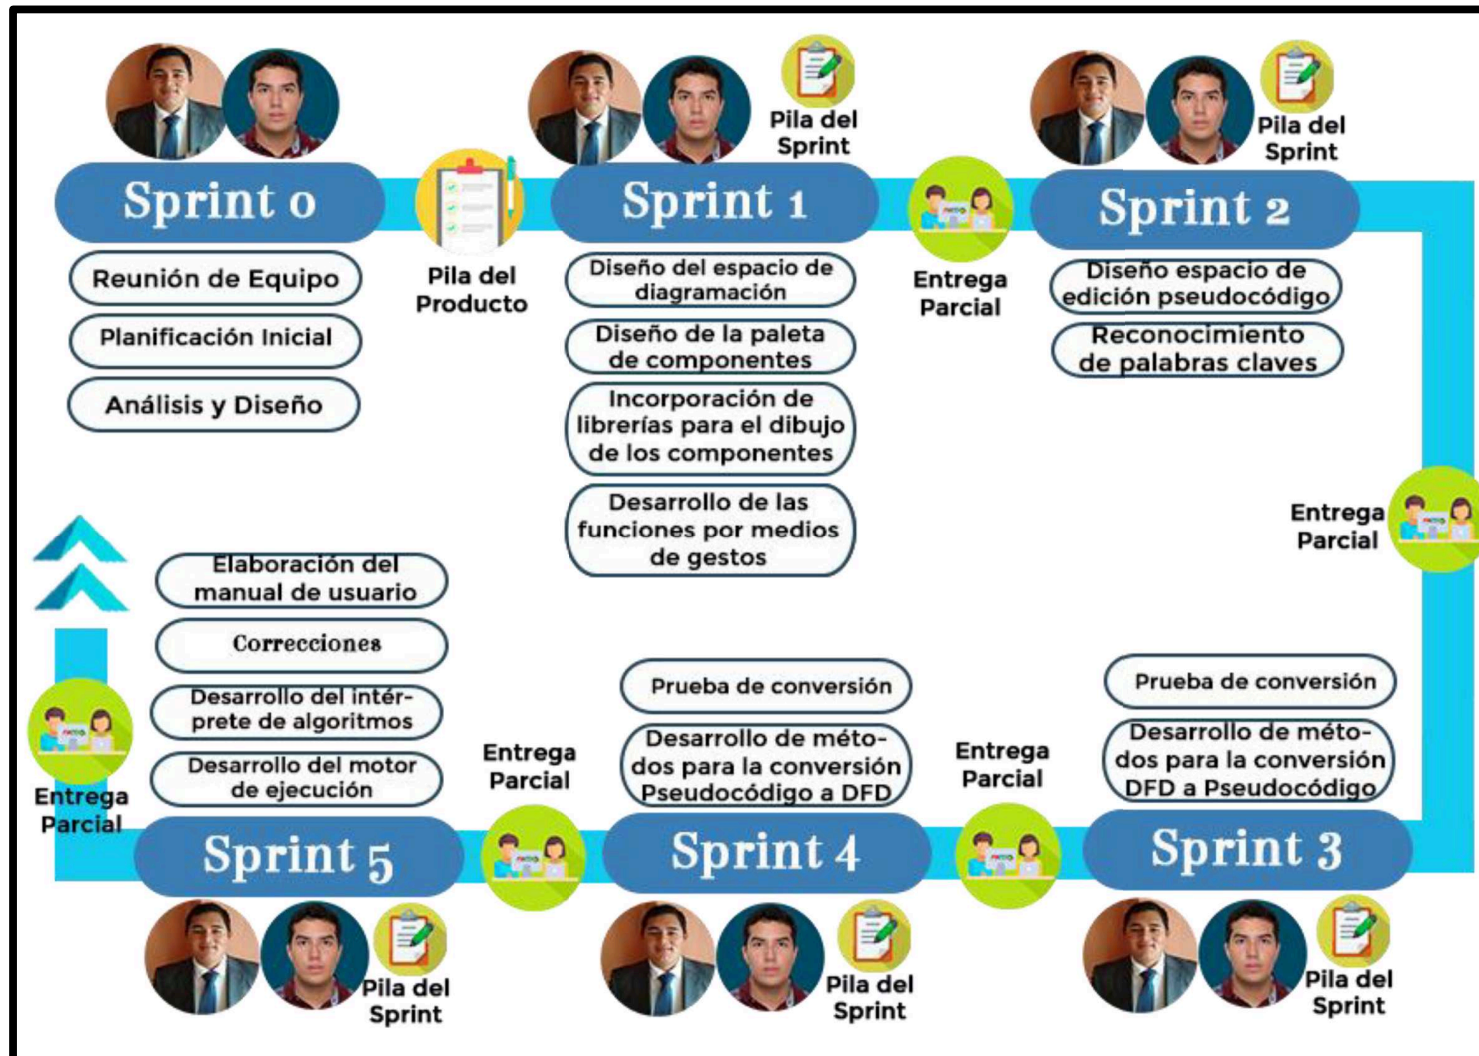 Sprint 0
Reunión de Equipo
Planificación Inicial
Análisis y Diseño
Pila del
Producto
Pila del
Sprint
Sprint 1
Diseño del espacio de
diagramación
Diseño de la paleta
de componentes
Incorporación de
librerías para el dibujo
de los componentes
Desarrollo de las
funciones por medios
de gestos
Entrega
Parcial
Pila del
Sprint
Sprint 2
Diseño espacio de
edición pseudocódigo
Reconocimiento
de palabras claves
Entrega
Parcial
Prueba de conversión
Desarrollo de méto-
dos para la conversión
DFD a Pseudocódigo
Sprint 3
Pila del
Sprint
Entrega
Parcial
Prueba de conversión
Desarrollo de méto-
dos para la conversión
Pseudocódigo a DFD
Sprint 4
Pila del
Sprint
Entrega
Parcial
Elaboración del
manual de usuario
Correcciones
Desarrollo del intér-
prete de algoritmos
Desarrollo del motor
de ejecución
Sprint 5
Pila del
Sprint
Entrega
Parcial